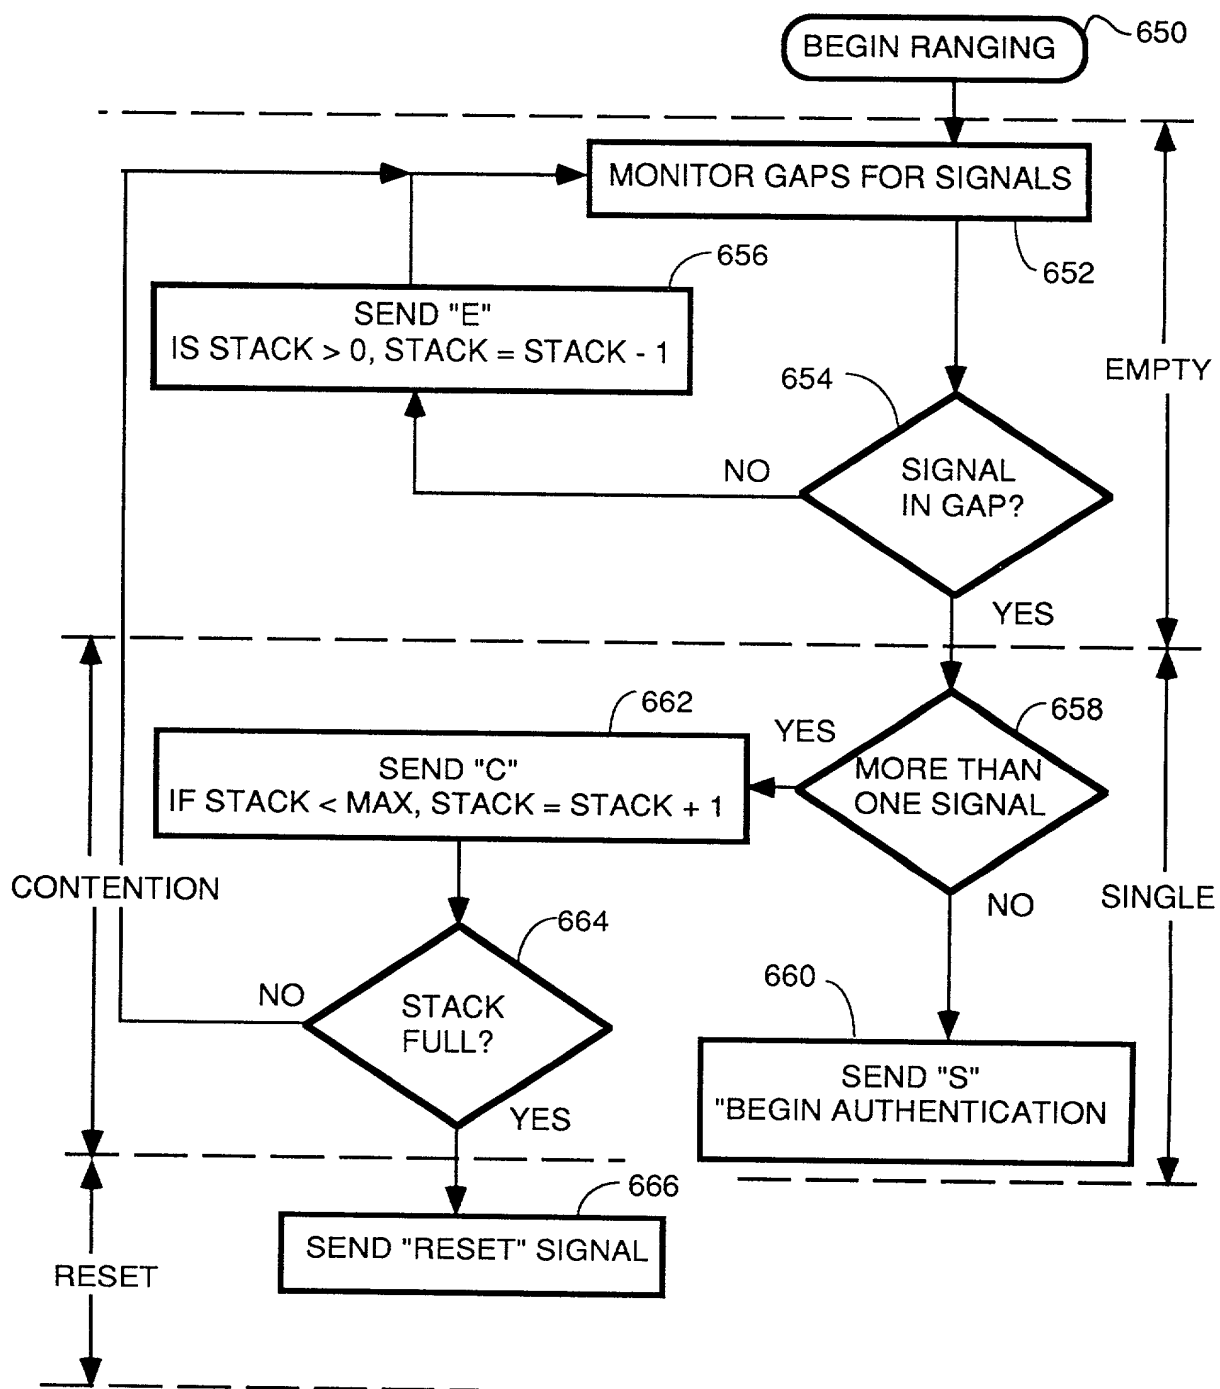 BEGIN RANGING
650
MONITOR GAPS FOR SIGNALS
652
656
SEND "E"
IS STACK > 0, STACK = STACK - 1
EMPTY
654
SIGNAL
IN GAP?
NO
YES
662
SEND "C"
IF STACK < MAX, STACK = STACK + 1
YES
658
MORE THAN
ONE SIGNAL
NO
CONTENTION
SINGLE
664
STACK
FULL?
NO
YES
660
SEND "S"
"BEGIN AUTHENTICATION
666
SEND "RESET" SIGNAL
RESET